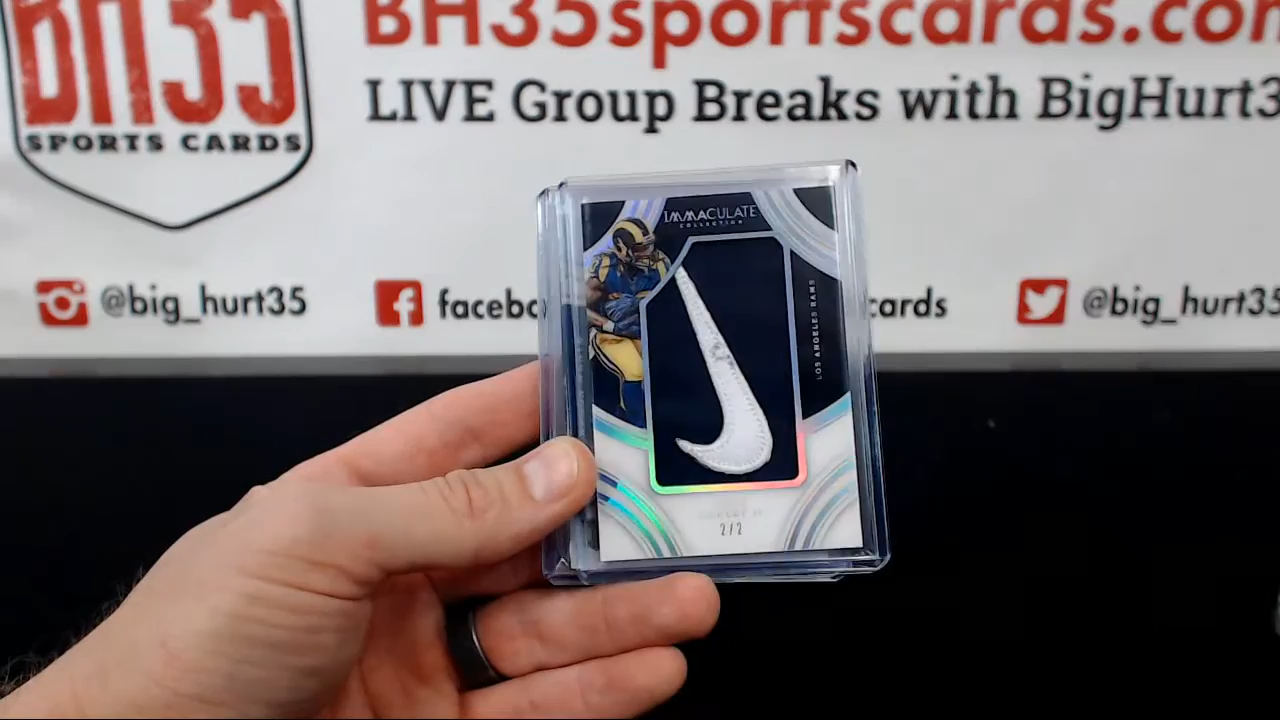 BH35
SPORTS CARDS
BH35sportscards.com
LIVE Group Breaks with BigHurt3
@big_hurt35
facebo
cards
@big_hurt35
IMMACULATE
COLLECTION
LOS ANGELES RAMS
2/2